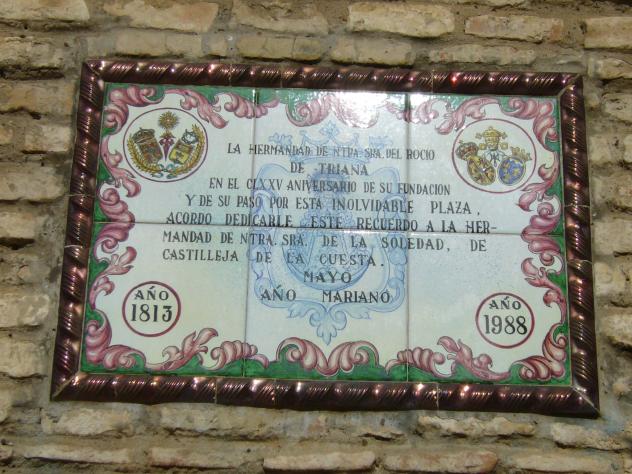 LA HERMANDAD DE NTRA. SRA. DEL ROCIO
DE TRIANA
EN EL CLXXV ANIVERSARIO DE SU FUNDACION
Y DE SU PASO POR ESTA INOLVIDABLE PLAZA,
ACORDO DEDICARLE ESTE RECUERDO A LA HER-
MANDAD DE NTRA. SRA. DE LA SOLEDAD, DE
CASTILLEJA DE LA CUESTA.
MAYO
AÑO MARIANO
AÑO
1813
AÑO
1988